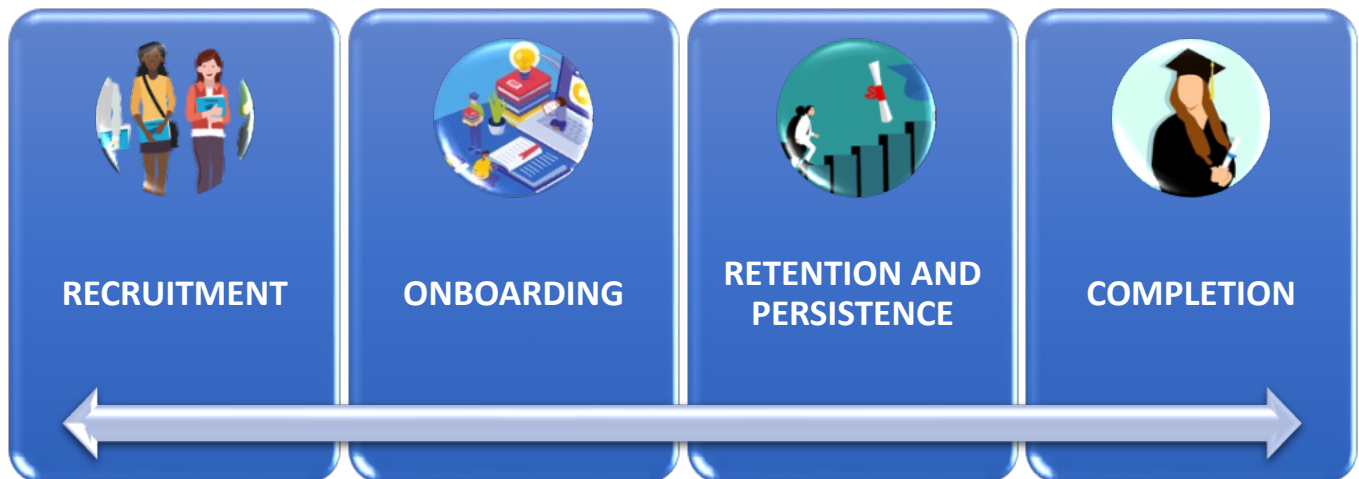 RECRUITMENT
ONBOARDING
RETENTION AND
PERSISTENCE
COMPLETION